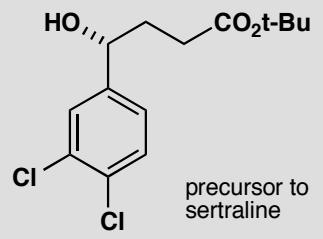 HO
CO₂t-Bu
Cl
Cl
precursor to
sertraline